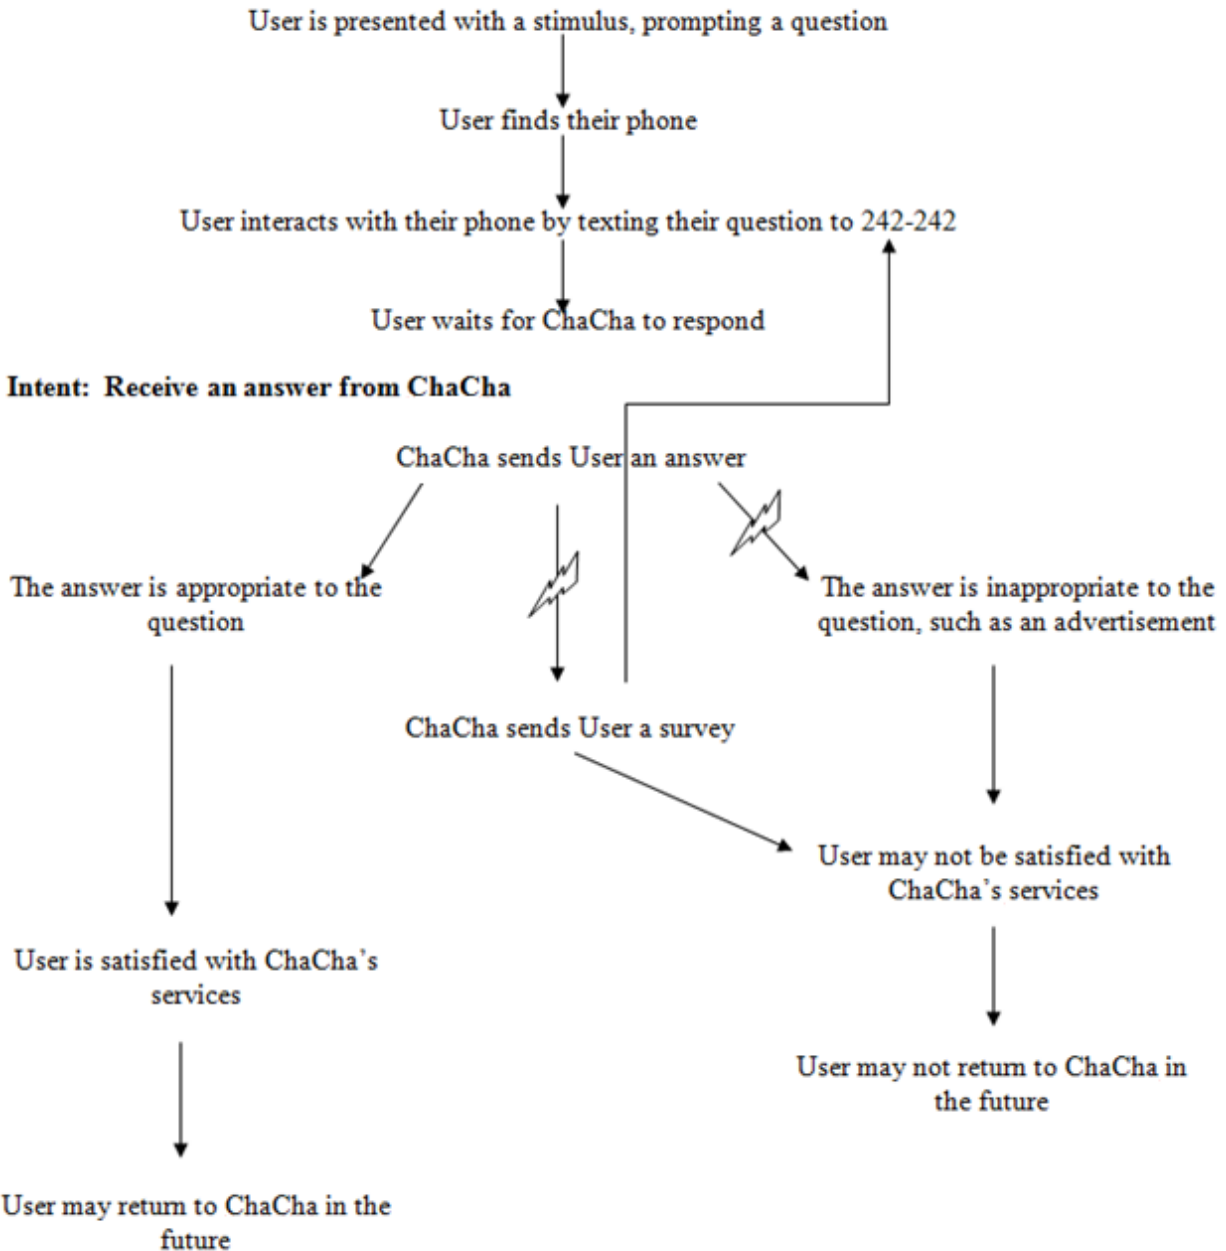 User is presented with a stimulus, prompting a question
User finds their phone
User interacts with their phone by texting their question to 242-242
User waits for ChaCha to respond
Intent:  Receive an answer from ChaCha
ChaCha sends User an answer
The answer is appropriate to the
question
The answer is inappropriate to the
question, such as an advertisement
ChaCha sends User a survey
User may not be satisfied with
ChaCha's services
User is satisfied with ChaCha's
services
User may not return to ChaCha in
the future
User may return to ChaCha in the
future